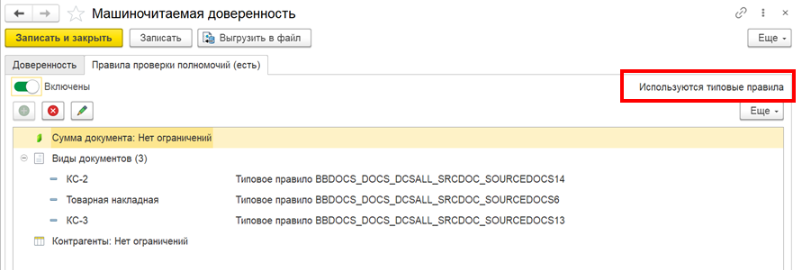 Машиночитаемая доверенность
Записать и закрыть Записать Выгрузить в файл Еще
Доверенность Правила проверки полномочий (есть)
Включены Используются типовые правила
Еще
Сумма документа: Нет ограничений
Виды документов (3)
КС-2 Типовое правило BBDOCS_DOCS_DCSALL_SRCDOC_SOURCEDOCS14
Товарная накладная Типовое правило BBDOCS_DOCS_DCSALL_SRCDOC_SOURCEDOCS6
КС-3 Типовое правило BBDOCS_DOCS_DCSALL_SRCDOC_SOURCEDOCS13
Контрагенты: Нет ограничений